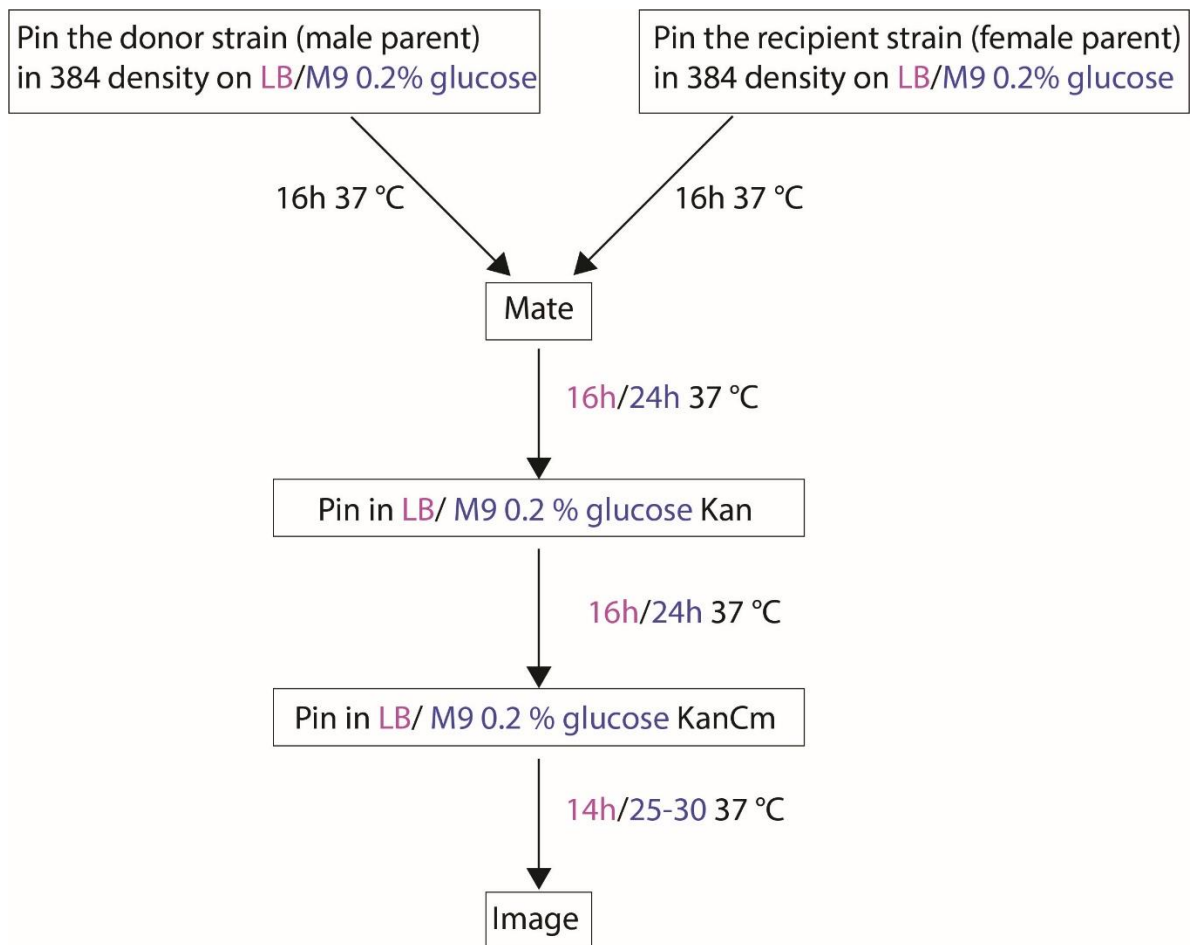 Pin the donor strain (male parent)
in 384 density on LB/M9 0.2% glucose
Pin the recipient strain (female parent)
in 384 density on LB/M9 0.2% glucose
16h 37 °C
16h 37 °C
Mate
16h/24h 37 °C
Pin in LB/ M9 0.2 % glucose Kan
16h/24h 37 °C
Pin in LB/ M9 0.2 % glucose KanCm
14h/25-30 37 °C
Image